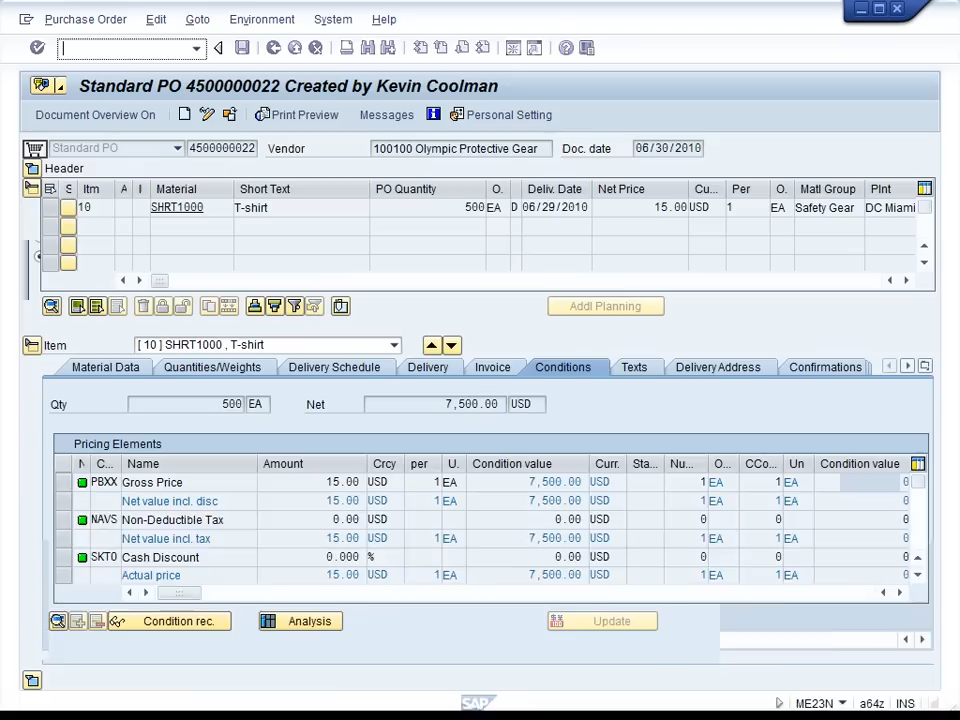 Purchase Order Edit Goto Environment System Help
Standard PO 4500000022 Created by Kevin Coolman
Document Overview On Print Preview Messages Personal Setting
Standard PO 4500000022 Vendor 100100 Olympic Protective Gear Doc. date 06/30/2010
Header
S Itm A I Material Short Text PO Quantity O. Deliv. Date Net Price Cu... Per O. Matl Group Plnt
10 SHRT1000 T-shirt 500 EA D 06/29/2010 15.00 USD 1 EA Safety Gear DC Miami
Addl Planning
Item [ 10 ] SHRT1000 , T-shirt
Material Data Quantities/Weights Delivery Schedule Delivery Invoice Conditions Texts Delivery Address Confirmations
Qty 500 EA Net 7,500.00 USD
Pricing Elements
N C... Name Amount Crcy per U. Condition value Curr. Sta... Nu... O... CCo... Un Condition value
PBXX Gross Price 15.00 USD 1 EA 7,500.00 USD 1 EA 1 EA 0
Net value incl. disc 15.00 USD 1 EA 7,500.00 USD 1 EA 1 EA 0
NAVS Non-Deductible Tax 0.00 USD 0.00 USD 0 0 0
Net value incl. tax 15.00 USD 1 EA 7,500.00 USD 1 EA 1 EA 0
SKTO Cash Discount 0.000 % 0.00 USD 0 0 0
Actual price 15.00 USD 1 EA 7,500.00 USD 1 EA 1 EA 0
Condition rec. Analysis Update
SAP ME23N a64z INS